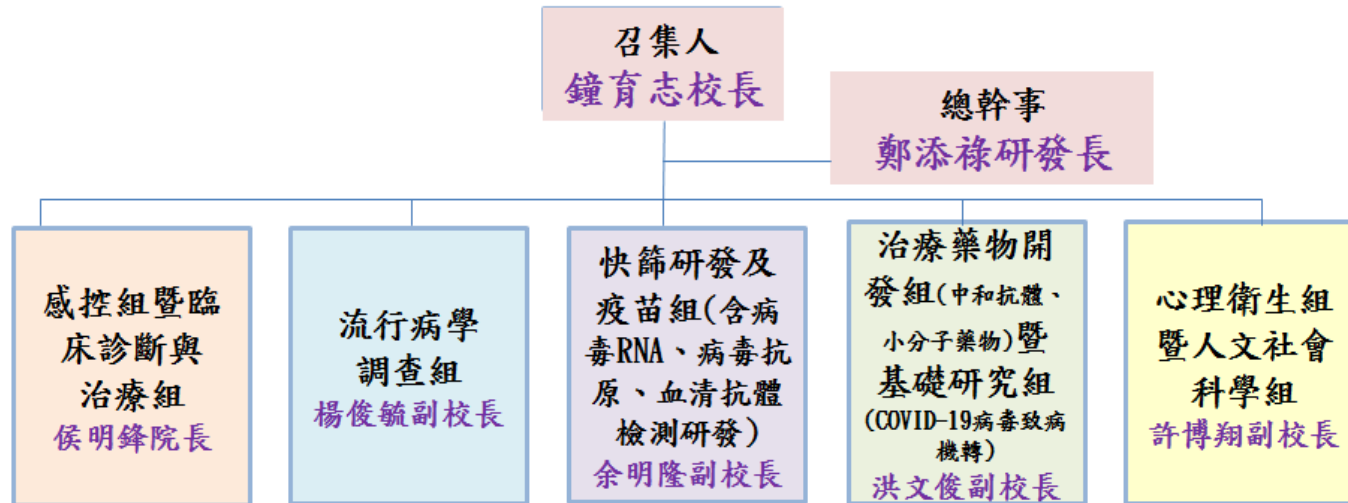 召集人
鐘育志校長
總幹事
鄭添祿研發長
感控組暨臨
床診斷與
治療組
侯明鋒院長
流行病學
調查組
楊俊毓副校長
快篩研發及
疫苗組(含病
毒RNA、病毒抗
原、血清抗體
檢測研發)
余明隆副校長
治療藥物開
發組(中和抗體、
小分子藥物)暨
基礎研究組
(COVID-19病毒致病
機轉)
洪文俊副校長
心理衛生組
暨人文社會
科學組
許博翔副校長